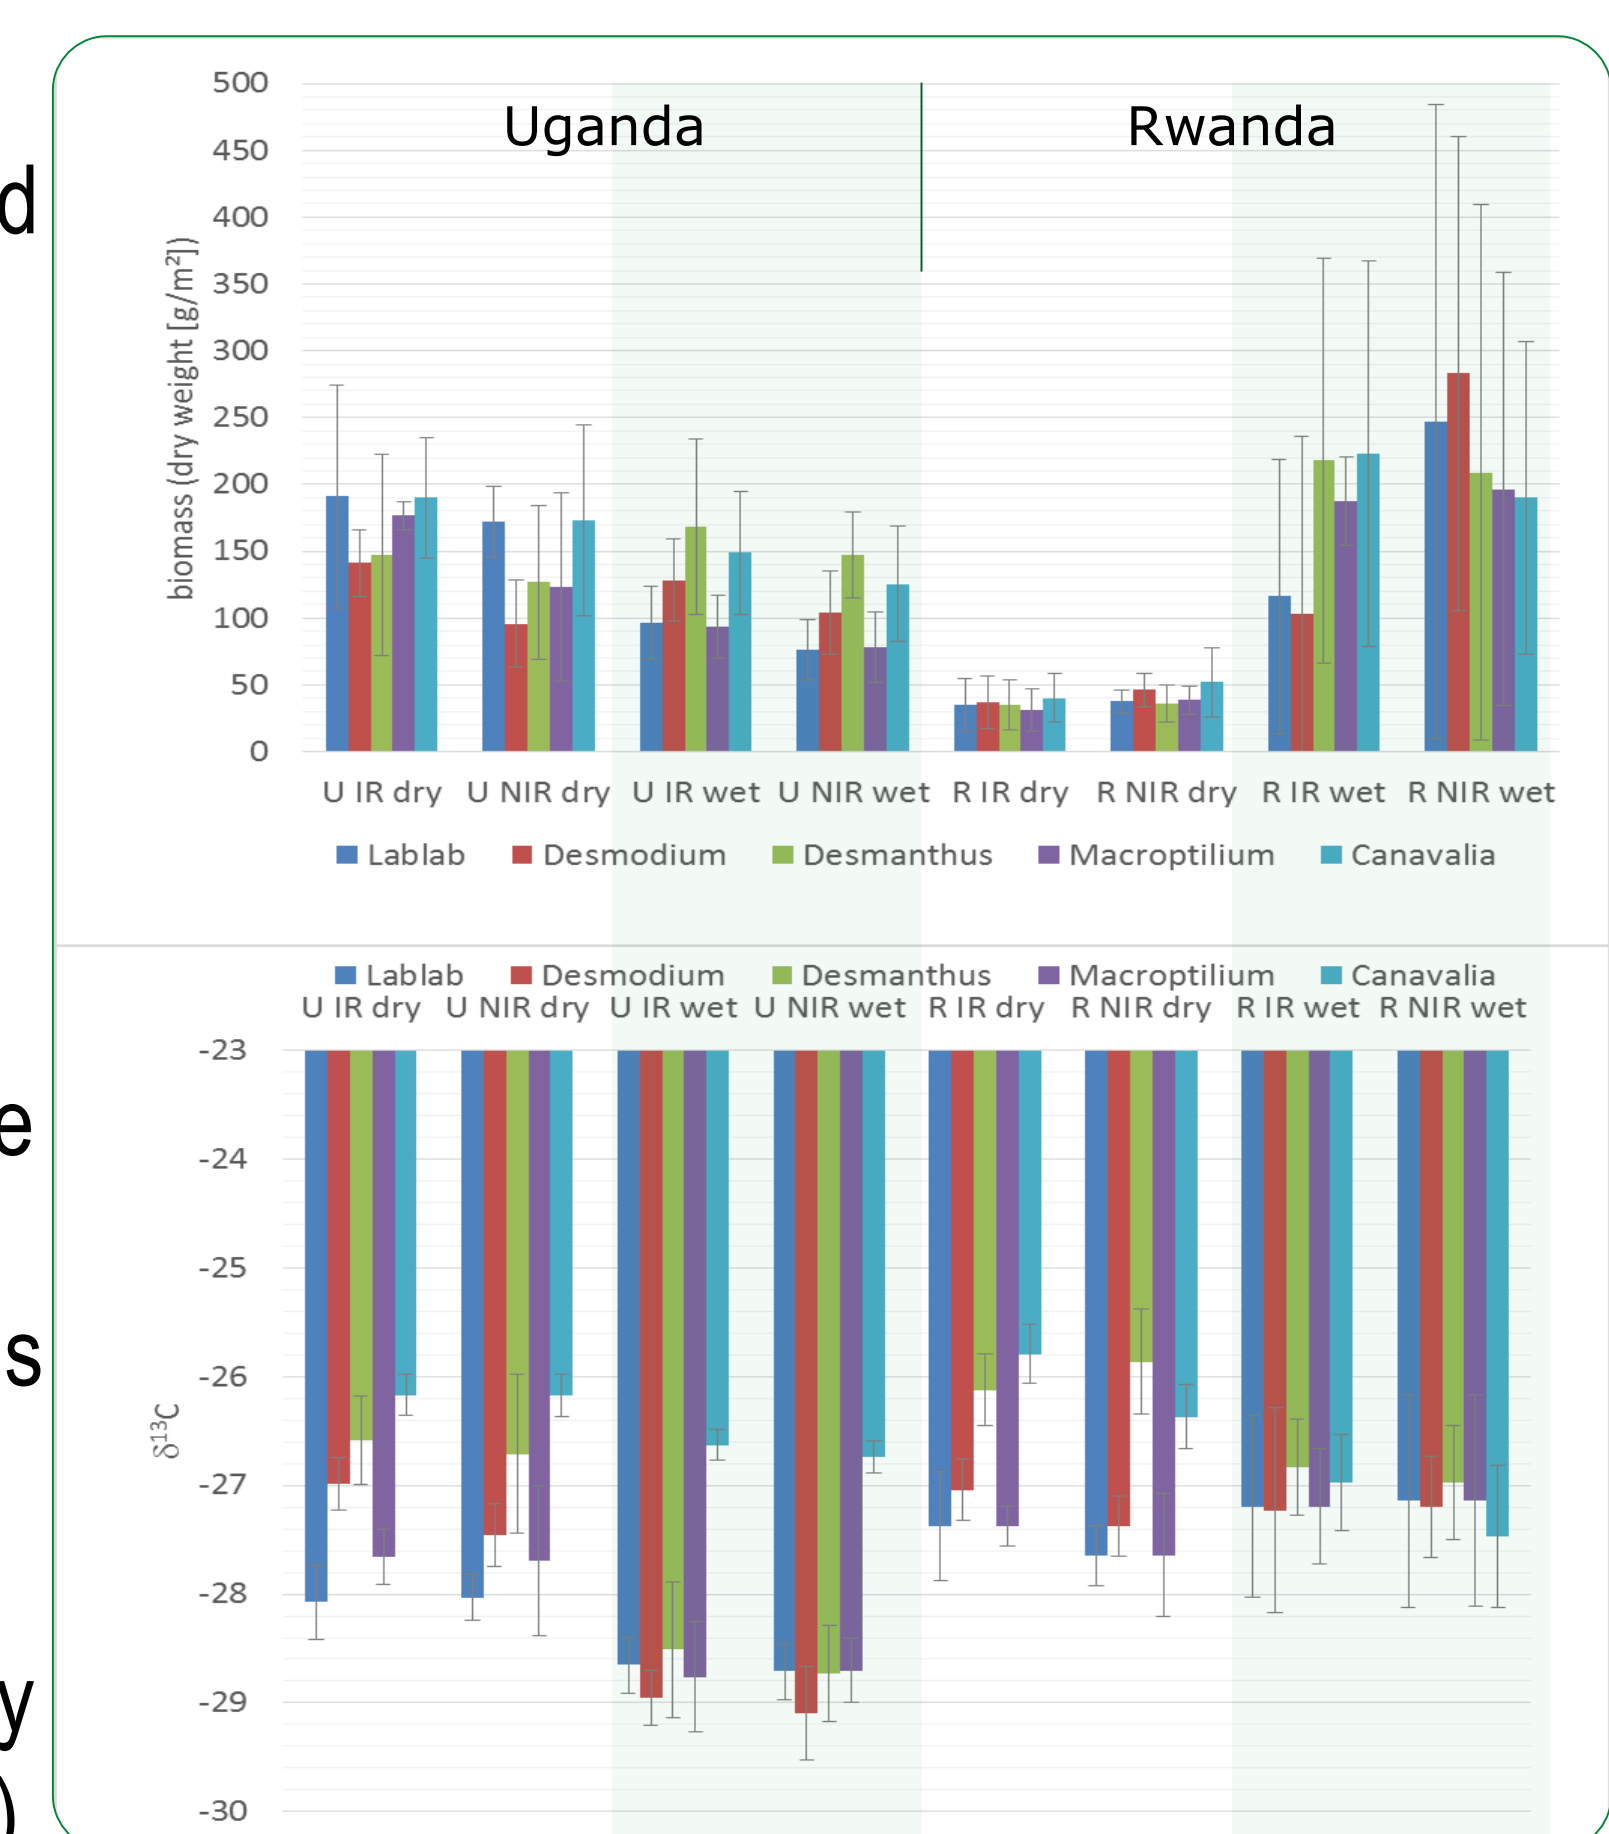 d
e
s
y
)
500
450
400
350
300
250
200
150
100
50
0
biomass (dry weight [g/m²])
Uganda
Rwanda
U IR dry U NIR dry U IR wet U NIR wet R IR dry R NIR dry R IR wet R NIR wet
Lablab Desmodium Desmanthus Macroptilium Canavalia
Lablab Desmodium Desmanthus Macroptilium Canavalia
U IR dry U NIR dry U IR wet U NIR wet R IR dry R NIR dry R IR wet R NIR wet
-23
-24
-25
-26
-27
-28
-29
-30
δ¹³C